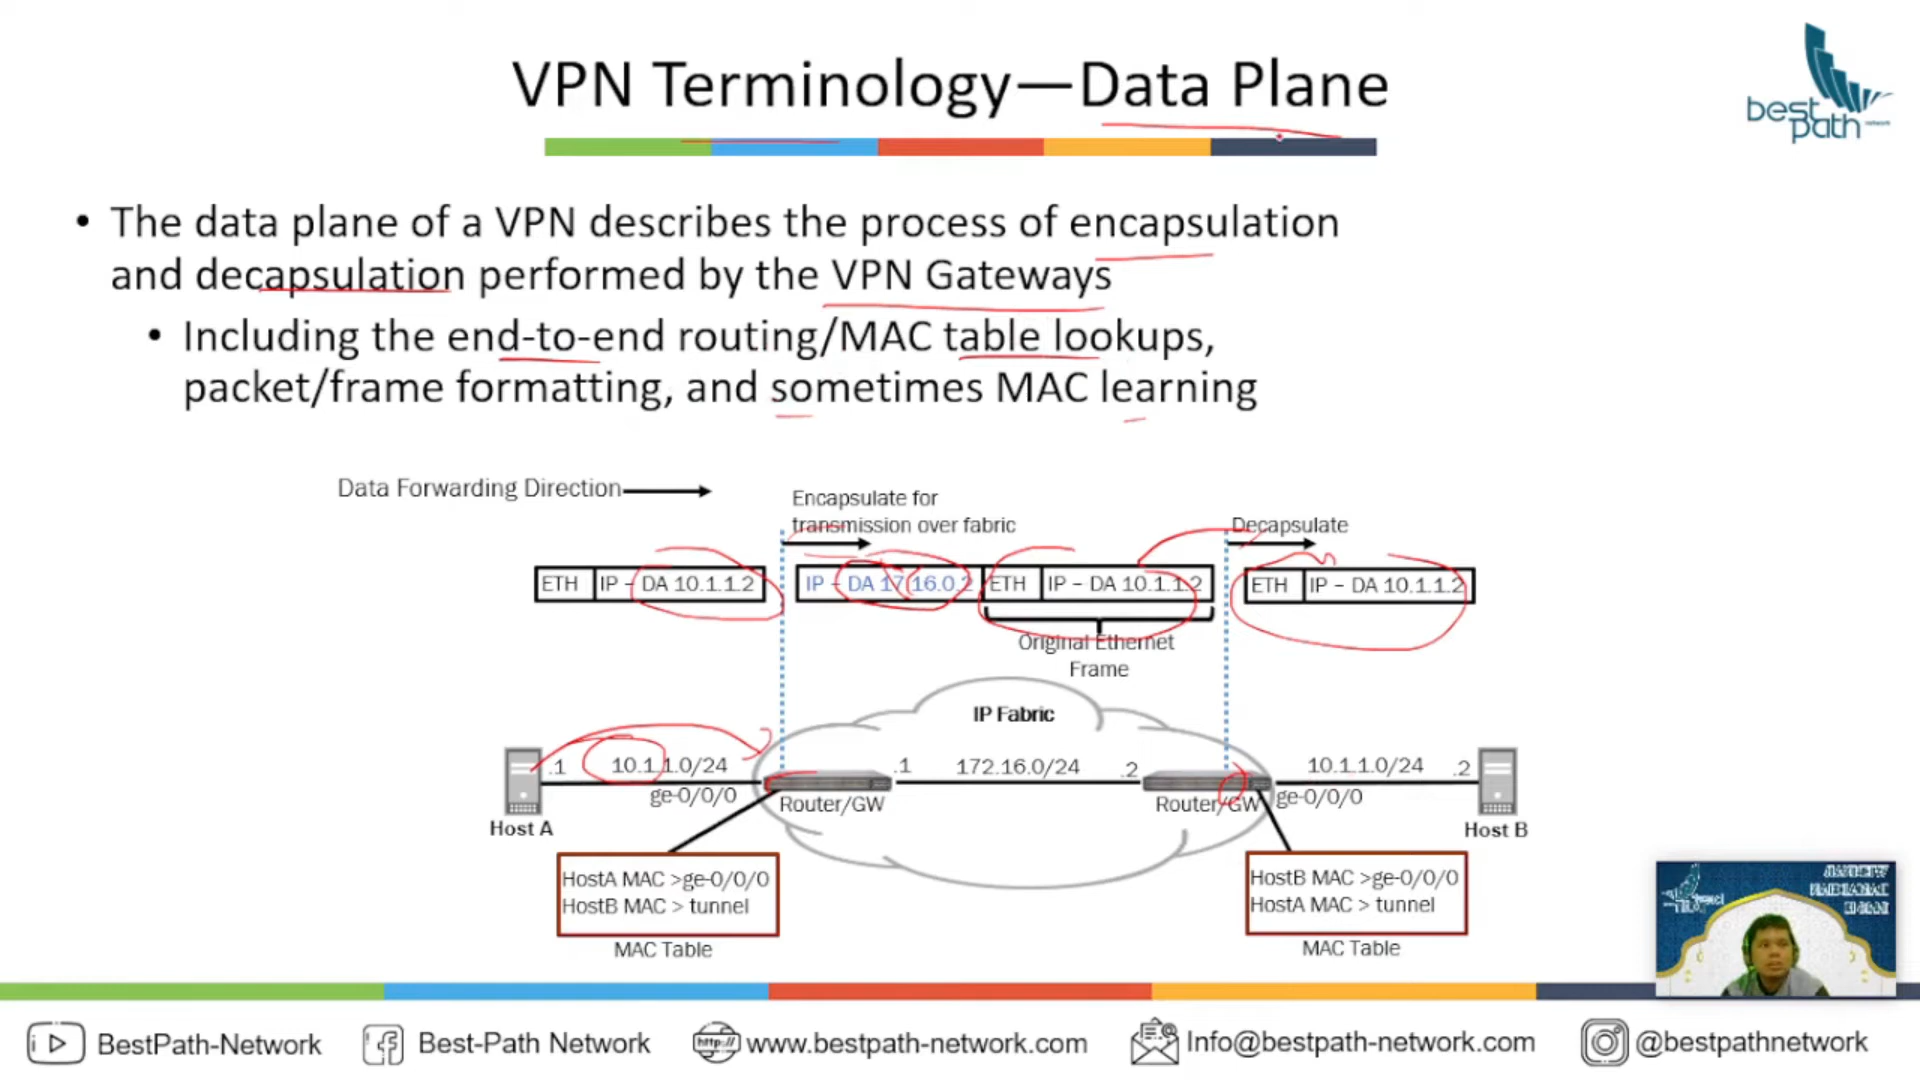 VPN Terminology—Data Plane
best
path
network
• The data plane of a VPN describes the process of encapsulation
and decapsulation performed by the VPN Gateways
• Including the end-to-end routing/MAC table lookups,
packet/frame formatting, and sometimes MAC learning
Data Forwarding Direction
Encapsulate for
transmission over fabric
Decapsulate
ETH IP – DA 10.1.1.2
IP – DA 172.16.0.2 ETH IP – DA 10.1.1.2
ETH IP – DA 10.1.1.2
Original Ethernet
Frame
IP Fabric
.1 10.1.1.0/24
ge-0/0/0
.1 172.16.0/24 .2
10.1.1.0/24 .2
ge-0/0/0
Router/GW
Router/GW
Host A
Host B
HostA MAC >ge-0/0/0
HostB MAC > tunnel
MAC Table
HostB MAC >ge-0/0/0
HostA MAC > tunnel
MAC Table
BestPath-Network
Best-Path Network
http://
www.bestpath-network.com
Info@bestpath-network.com
@bestpathnetwork